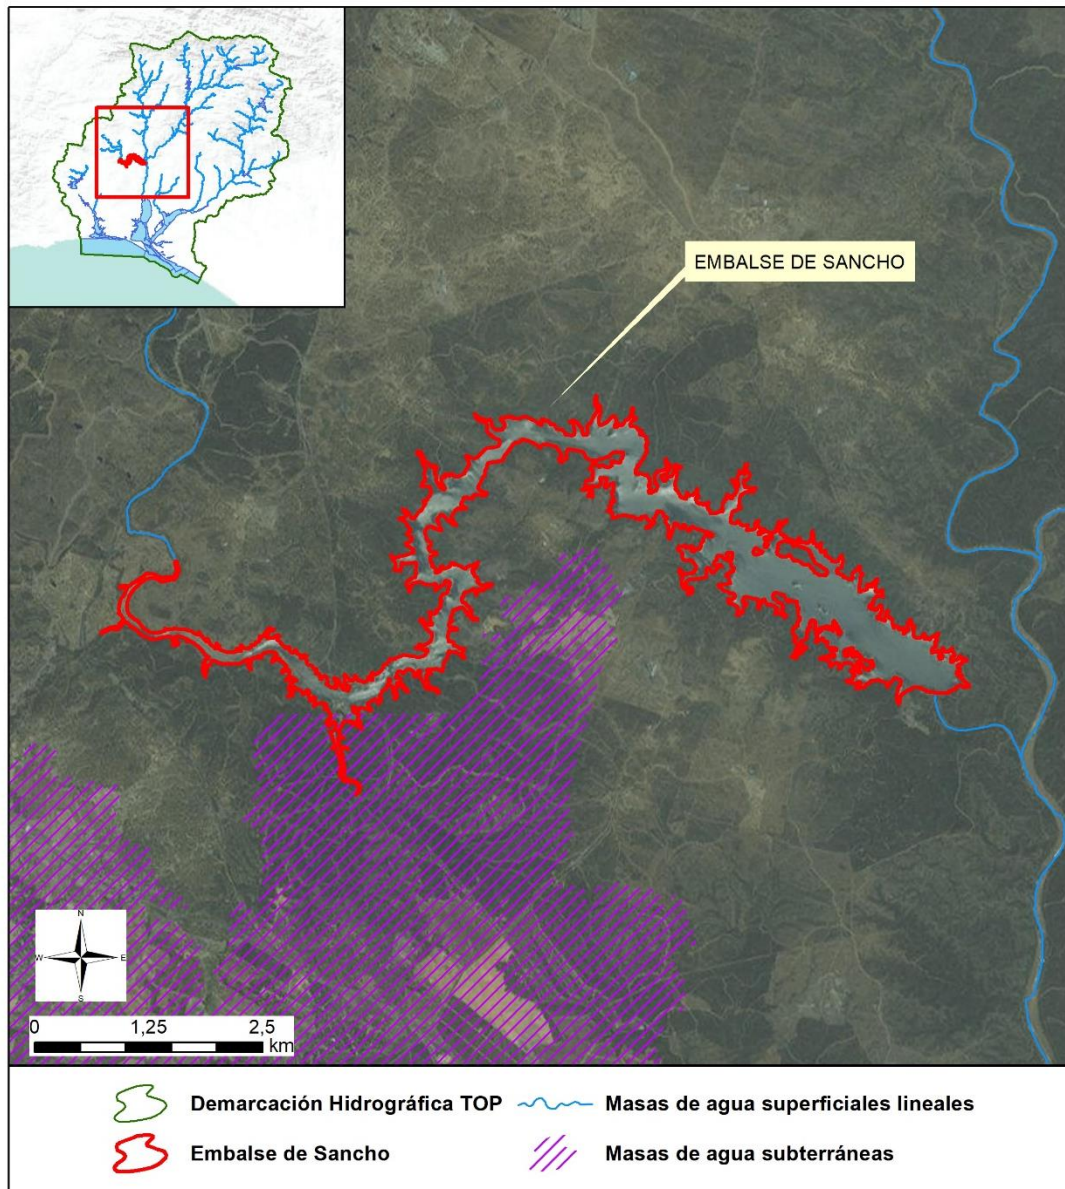 EMBALSE DE SANCHO
N
W E
S
0 1,25 2,5
km
Demarcación Hidrográfica TOP
Masas de agua superficiales lineales
Embalse de Sancho
Masas de agua subterráneas